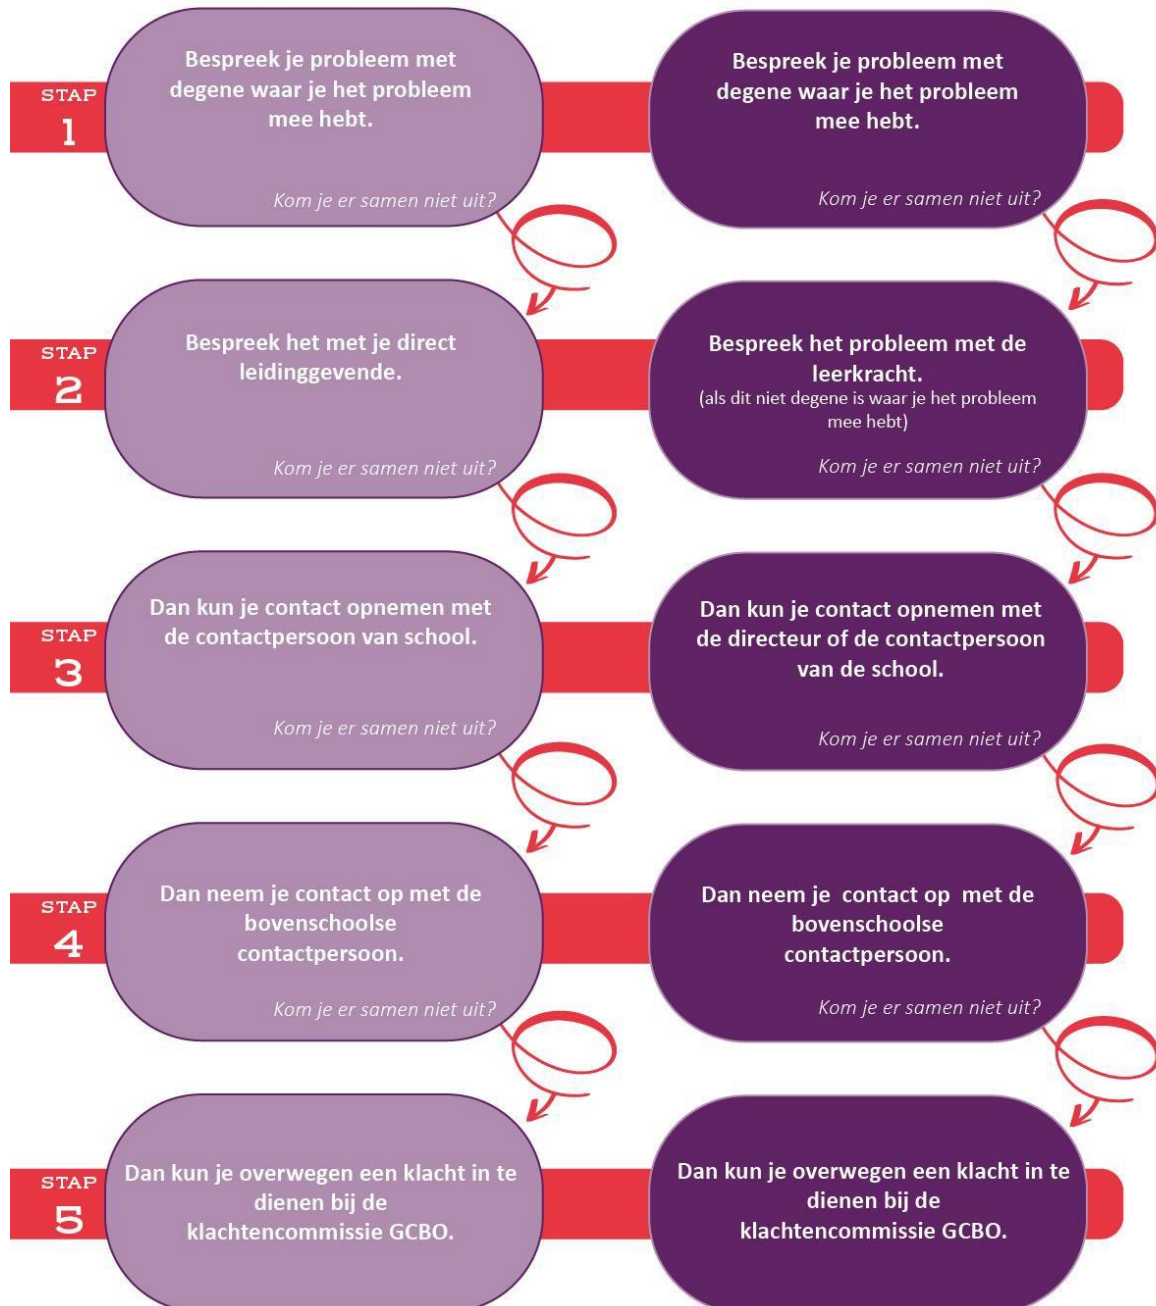 STAP
1
Bespreek je probleem met
degene waar je het probleem
mee hebt.
Kom je er samen niet uit?
Bespreek je probleem met
degene waar je het probleem
mee hebt.
Kom je er samen niet uit?
STAP
2
Bespreek het met je direct
leidinggevende.
Kom je er samen niet uit?
Bespreek het probleem met de
leerkracht.
(als dit niet degene is waar je het probleem
mee hebt)
Kom je er samen niet uit?
STAP
3
Dan kun je contact opnemen met
de contactpersoon van school.
Kom je er samen niet uit?
Dan kun je contact opnemen met
de directeur of de contactpersoon
van de school.
Kom je er samen niet uit?
STAP
4
Dan neem je contact op met de
bovenschoolse
contactpersoon.
Kom je er samen niet uit?
Dan neem je  contact op  met de
bovenschoolse
contactpersoon.
Kom je er samen niet uit?
STAP
5
Dan kun je overwegen een klacht in te
dienen bij de
klachtencommissie GCBO.
Dan kun je overwegen een klacht in te
dienen bij de
klachtencommissie GCBO.